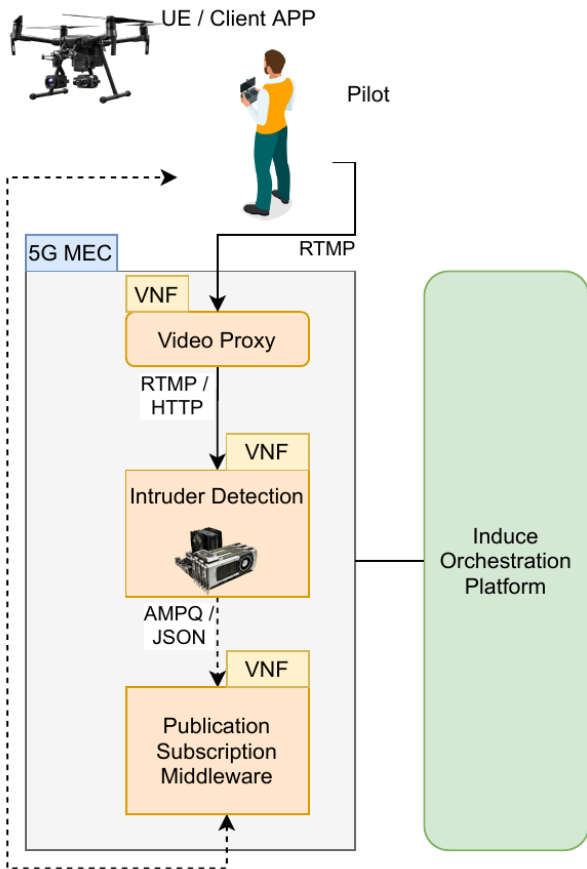 UE / Client APP
Pilot
RTMP
5G MEC
VNF
Video Proxy
RTMP /
HTTP
VNF
Intruder Detection
AMPQ /
JSON
VNF
Publication
Subscription
Middleware
Induce
Orchestration
Platform